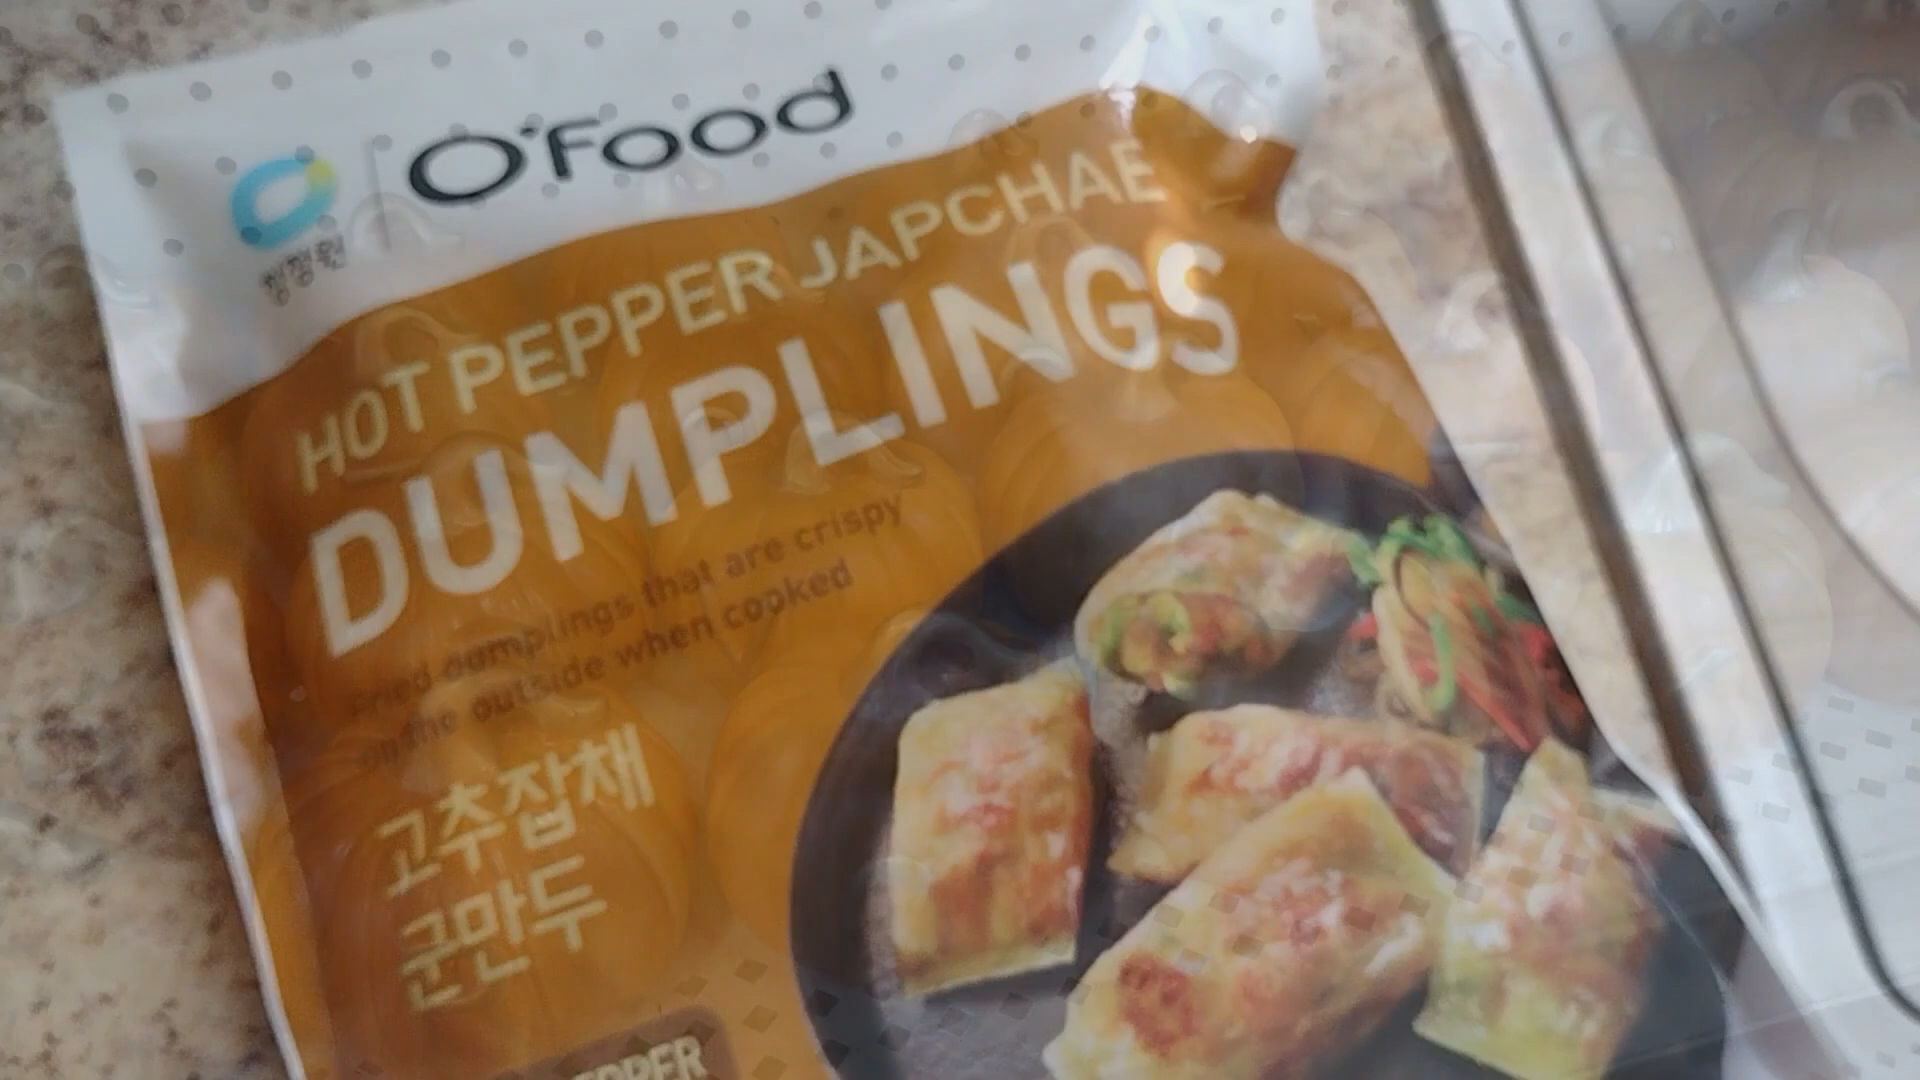 O'Food
청정원
HOT PEPPER JAPCHAE
DUMPLINGS
Fried dumplings that are crispy
on the outside when cooked
고추잡채
군만두
PEPPER